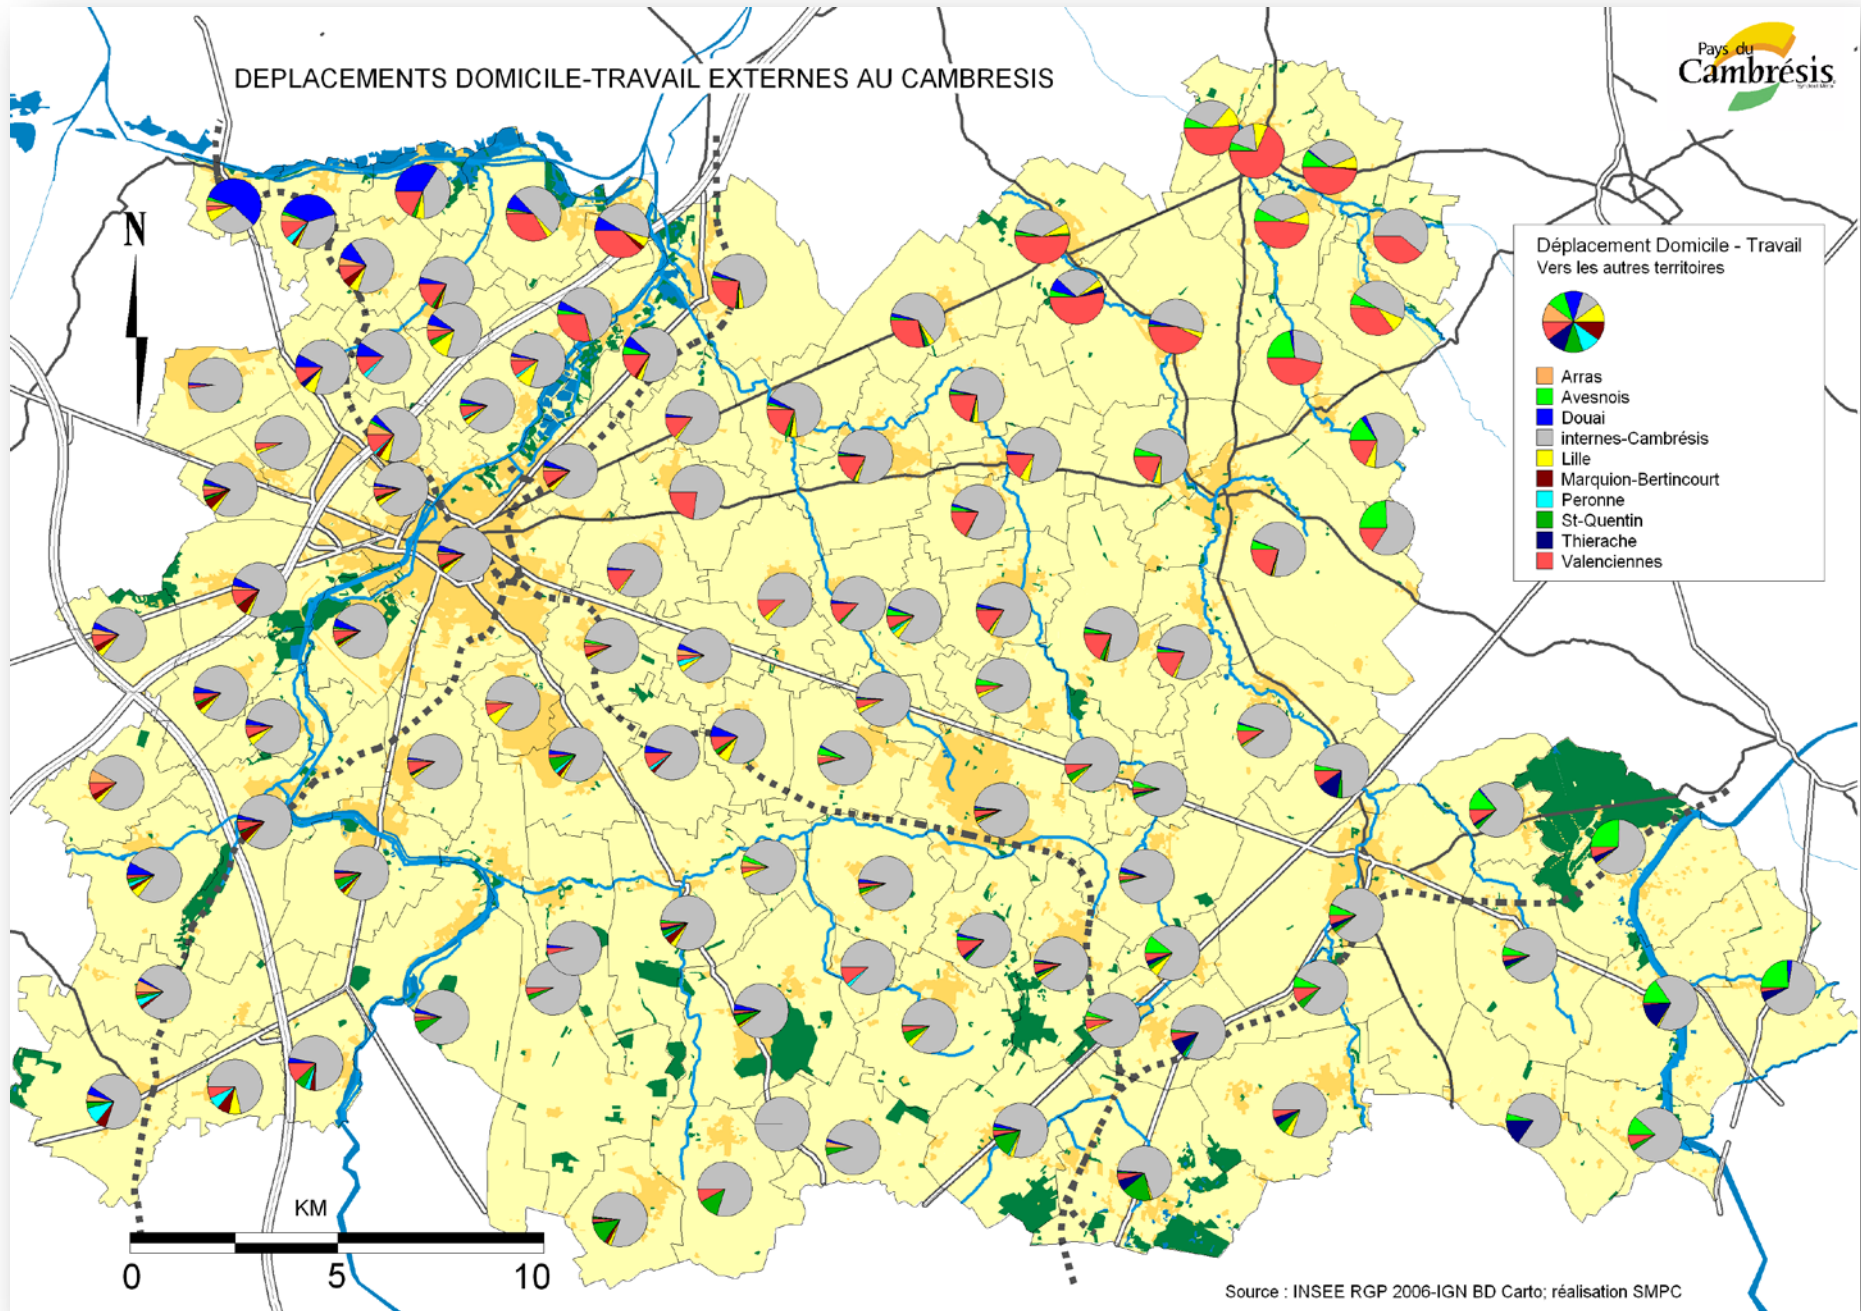 DEPLACEMENTS DOMICILE-TRAVAIL EXTERNES AU CAMBRESIS
Pays du
Cambrésis
N
Déplacement Domicile - Travail
Vers les autres territoires
Arras
Avesnois
Douai
internes-Cambrésis
Lille
Marquion-Bertincourt
Peronne
St-Quentin
Thierache
Valenciennes
KM
0 5 10
Source : INSEE RGP 2006-IGN BD Carto; réalisation SMPC